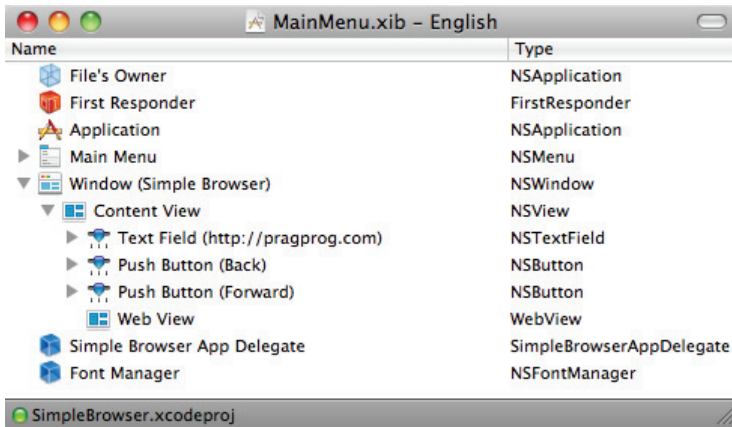 MainMenu.xib – English
Name Type
File's Owner NSApplication
First Responder FirstResponder
Application NSApplication
Main Menu NSMenu
Window (Simple Browser) NSWindow
Content View NSView
Text Field (http://pragprog.com) NSTextField
Push Button (Back) NSButton
Push Button (Forward) NSButton
Web View WebView
Simple Browser App Delegate SimpleBrowserAppDelegate
Font Manager NSFontManager
SimpleBrowser.xcodeproj